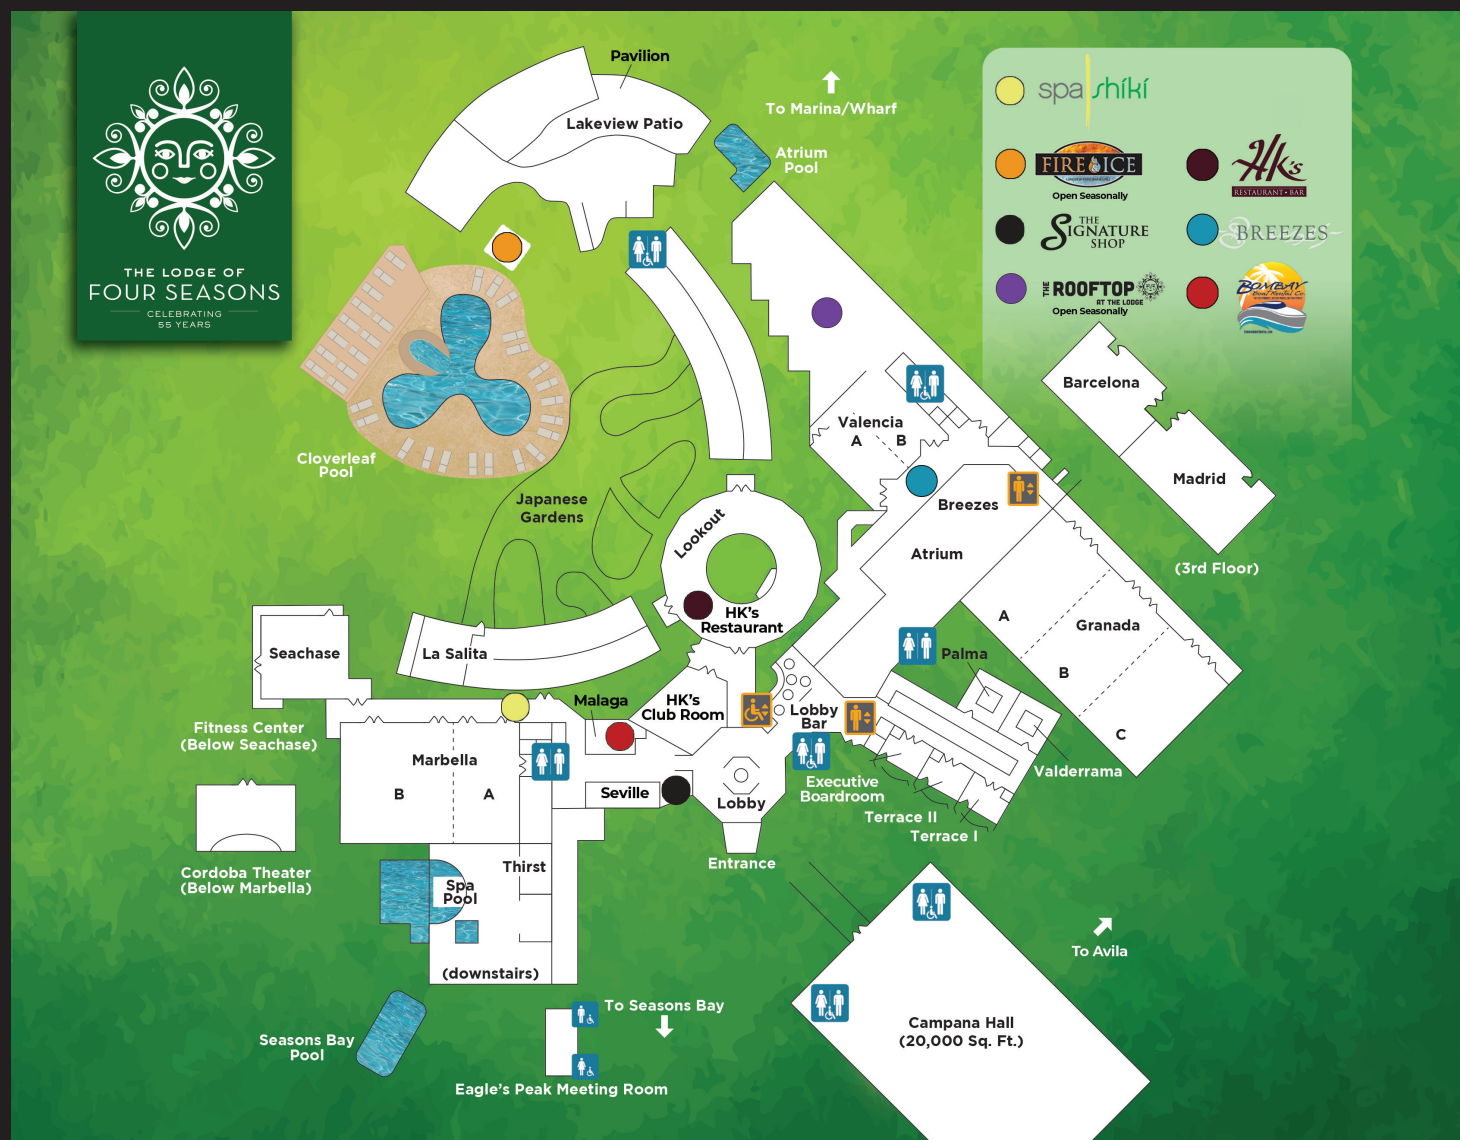 THE LODGE OF
FOUR SEASONS
CELEBRATING
55 YEARS
Pavilion
Lakeview Patio
To Marina/Wharf
Atrium
Pool
spa shiki
FIRE ICE
Open Seasonally
HK's
RESTAURANT • BAR
THE
SIGNATURE
SHOP
BREEZES
THE ROOFTOP
AT THE LODGE
Open Seasonally
BOMBAY
Boat Rental Co.
Barcelona
Madrid
(3rd Floor)
Valencia
A B
Cloverleaf
Pool
Japanese
Gardens
Lookout
Breezes
Atrium
HK's
Restaurant
A
Granada
B
C
Palma
Valderrama
Seachase
La Salita
Fitness Center
(Below Seachase)
Malaga
HK's
Club Room
Lobby
Bar
Marbella
B A
Seville
Lobby
Executive
Boardroom
Terrace II
Terrace I
Entrance
Cordoba Theater
(Below Marbella)
Thirst
Spa
Pool
(downstairs)
To Avila
Seasons Bay
Pool
To Seasons Bay
Eagle's Peak Meeting Room
Campana Hall
(20,000 Sq. Ft.)